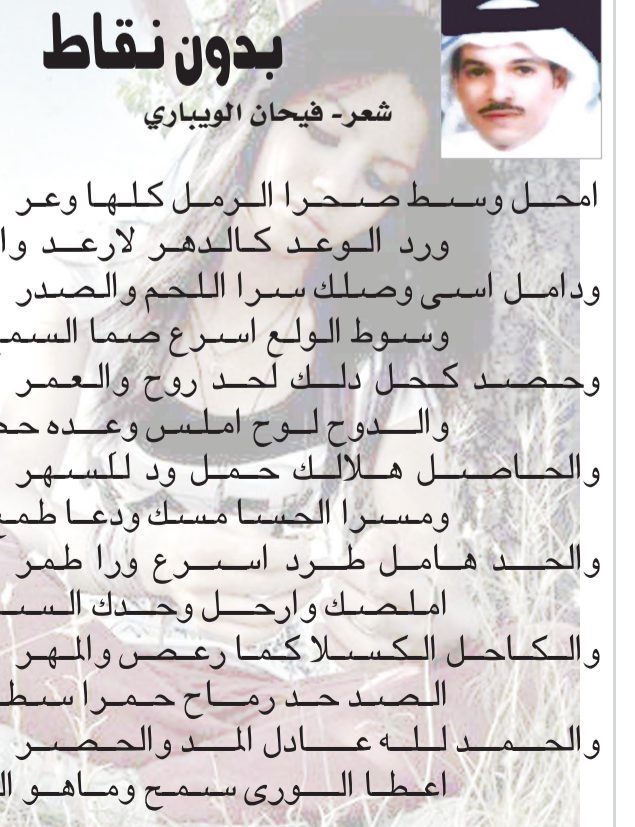 بدون نقاط
شعر- فيحان الويباري
امحل وسط صحرا الرمل كلها وعر
ورد الوعد كالدهر لارعد وا
ودامل اسى وصلك سرا اللحم والصدر
وسوط الولع اسرع صما السم
وحصد كحل دلك لحد روح والعمر
والدوح لوح املس وعده حص
والحاصل هلالك حمل ود للسهر
ومسرا الحسا مسك ودعا طمع
والحد هامل طرد اسرع ورا طمر
املصك وارحل وحدك الس
والكاحل الكسلا كما رعص والمهر
الصد حد رماح حمرا سط
والحمد لله عادل المد والحصر
اعطا الورى سمح وماهو ال